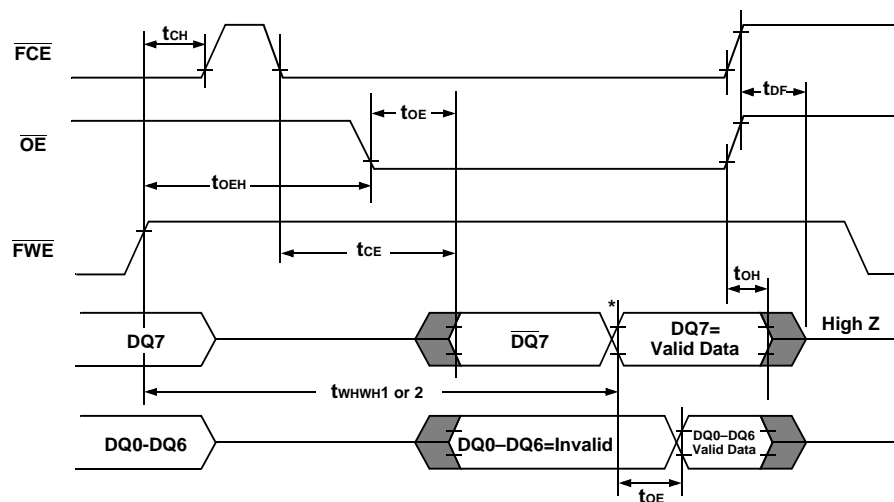 tCH
FCE
tDF
tOE
OE
tOEH
FWE
tCE
tOH
*
DQ7
DQ7
DQ7=
Valid Data
High Z
tWHWH1 or 2
DQ0-DQ6
DQ0–DQ6=Invalid
DQ0–DQ6
Valid Data
tOE